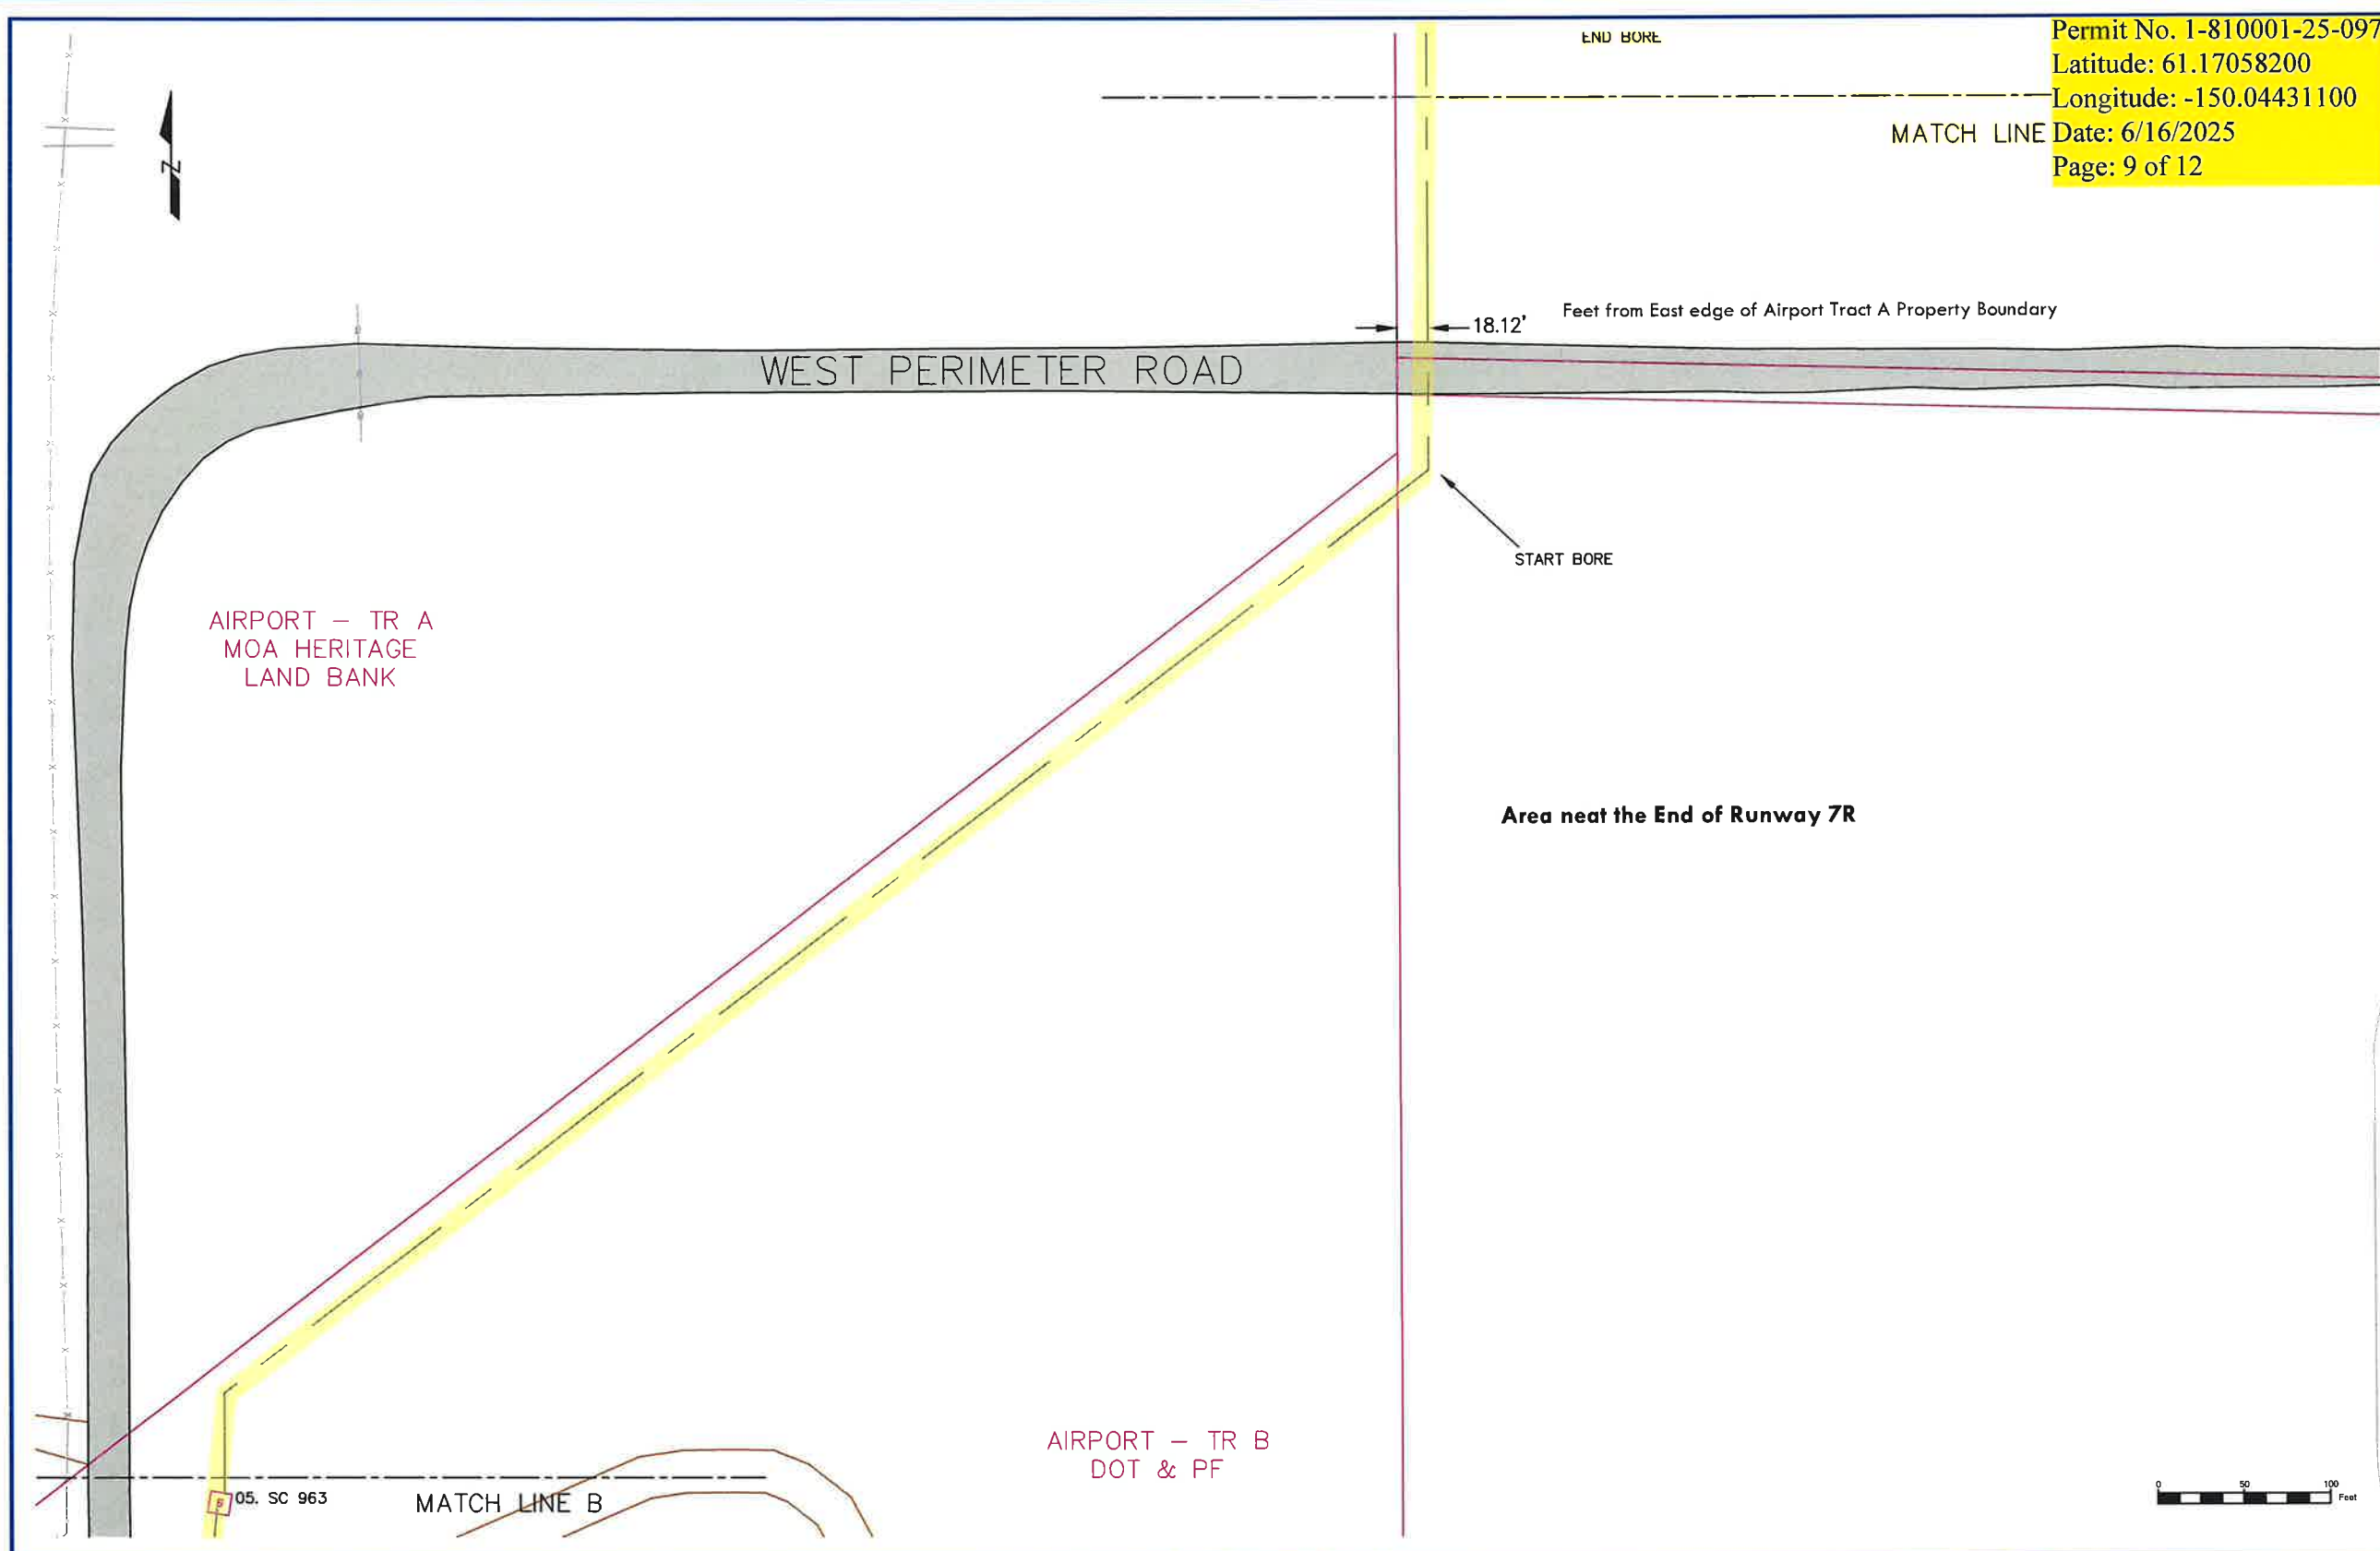 END BORE
Permit No. 1-810001-25-097
Latitude: 61.17058200
Longitude: -150.04431100
MATCH LINE
Date: 6/16/2025
Page: 9 of 12
N
Feet from East edge of Airport Tract A Property Boundary
18.12'
WEST PERIMETER ROAD
START BORE
AIRPORT – TR A
MOA HERITAGE
LAND BANK
Area neat the End of Runway 7R
AIRPORT – TR B
DOT & PF
05. SC 963
MATCH LINE B
0 50 100
Feet